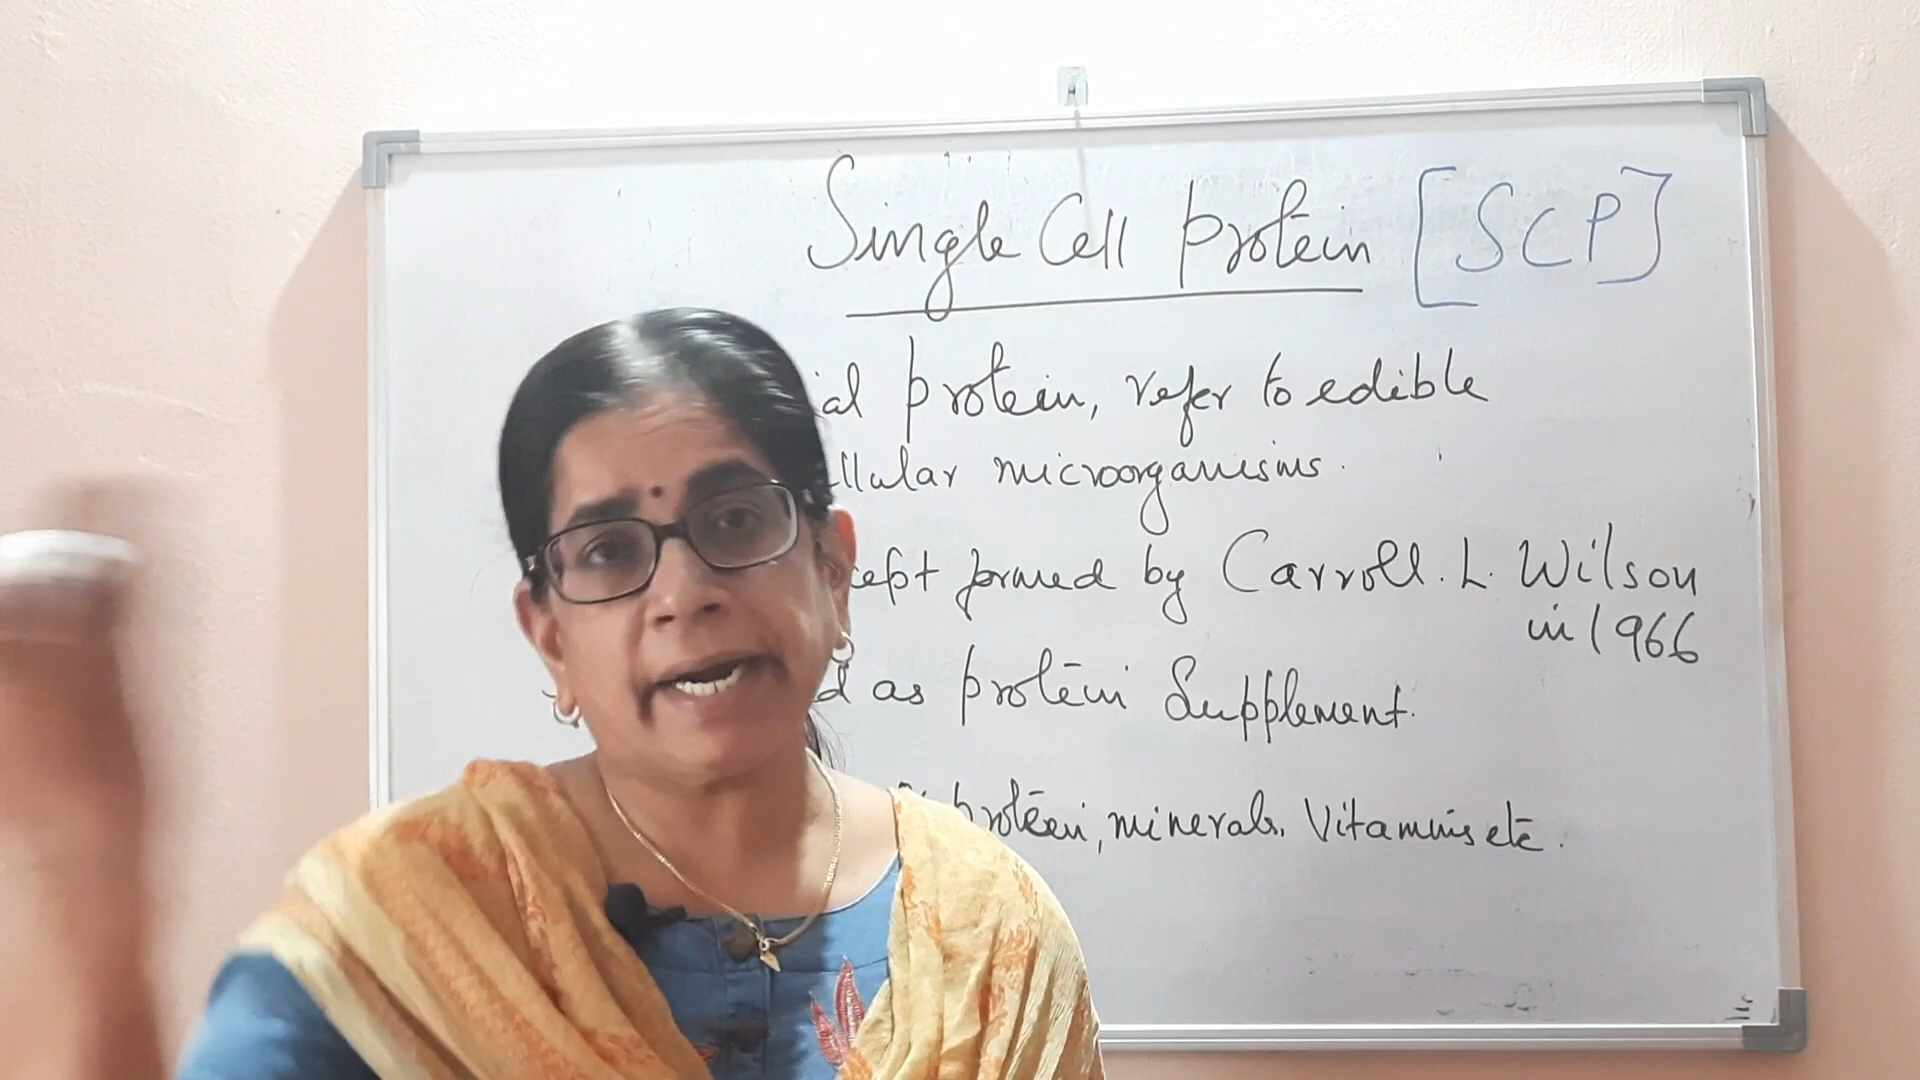 Single Cell Protein [SCP]
ial protein, refer to edible
llular microorganisms.
cept formed by Carroll. L. Wilson
in 1966
d as protein Supplement.
protein, minerals, Vitamins etc.